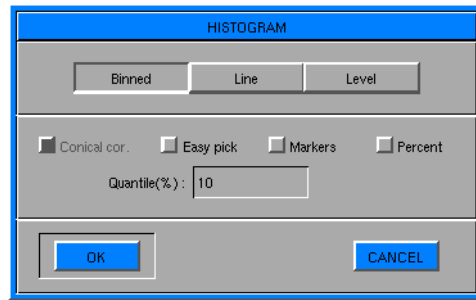 HISTOGRAM
Binned Line Level
Conical cor. Easy pick Markers Percent
Quantile(%): 10
OK CANCEL